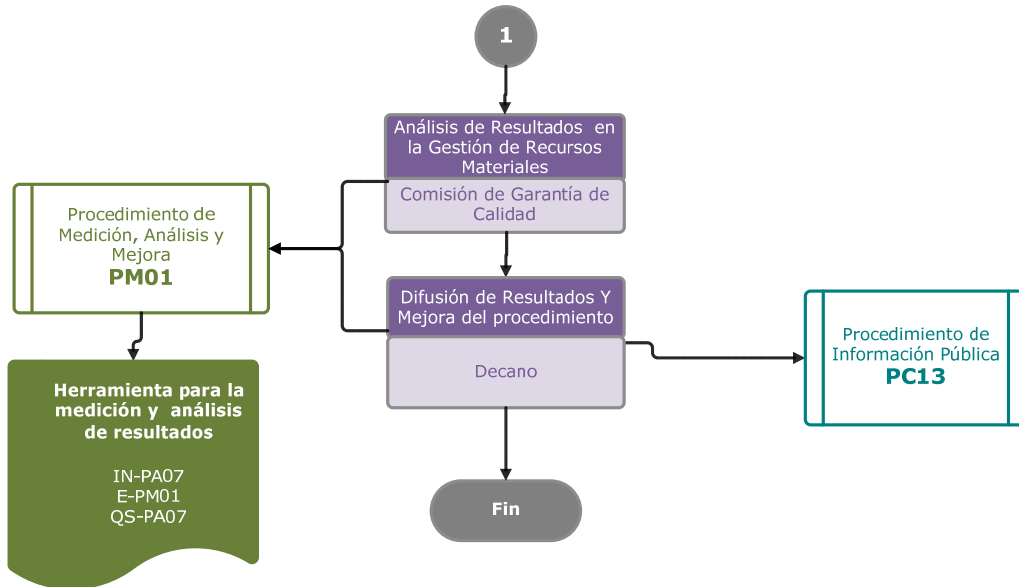 1
Análisis de Resultados en
la Gestión de Recursos
Materiales
Comisión de Garantía de
Calidad
Procedimiento de
Medición, Análisis y
Mejora
PM01
Difusión de Resultados Y
Mejora del procedimiento
Decano
Procedimiento de
Información Pública
PC13
Herramienta para la
medición y análisis
de resultados
IN-PA07
E-PM01
QS-PA07
Fin